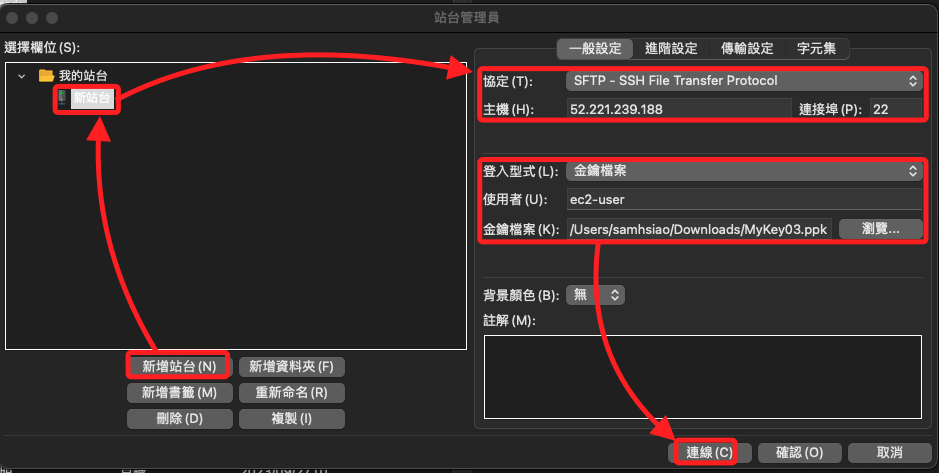 站台管理員
選擇欄位 (S):
我的站台
新站台
新增站台 (N)
新增資料夾 (F)
新增書籤 (M)
重新命名 (R)
刪除 (D)
複製 (I)
一般設定 進階設定 傳輸設定 字元集
協定 (T): SFTP - SSH File Transfer Protocol
主機 (H): 52.221.239.188 連接埠 (P): 22
登入型式 (L): 金鑰檔案
使用者 (U): ec2-user
金鑰檔案 (K): /Users/samhsiao/Downloads/MyKey03.ppk 瀏覽...
背景顏色 (B): 無
註解 (M):
連線 (C) 確認 (O) 取消